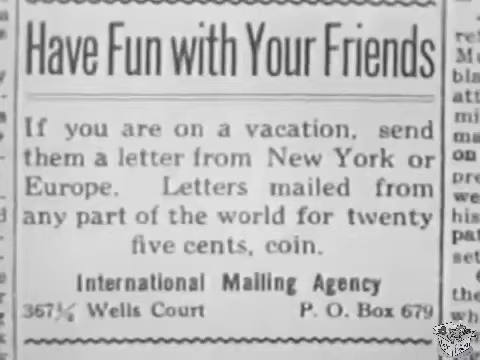 Have Fun with Your Friends
If you are on a vacation, send
them a letter from New York or
Europe. Letters mailed from
any part of the world for twenty
five cents, coin.
International Mailing Agency
Wells Court P. O. Box 679